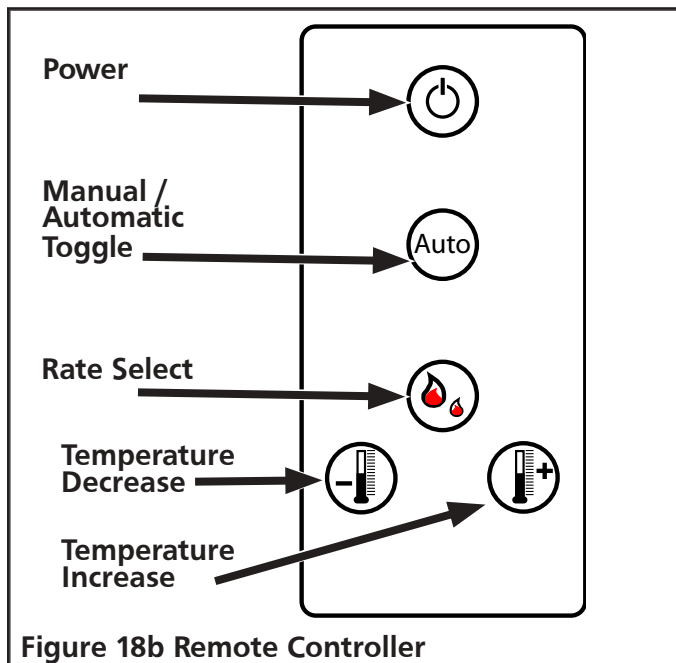 Power
Manual /
Automatic
Toggle
Auto
Rate Select
Temperature
Decrease
-
+
Temperature
Increase
Figure 18b Remote Controller